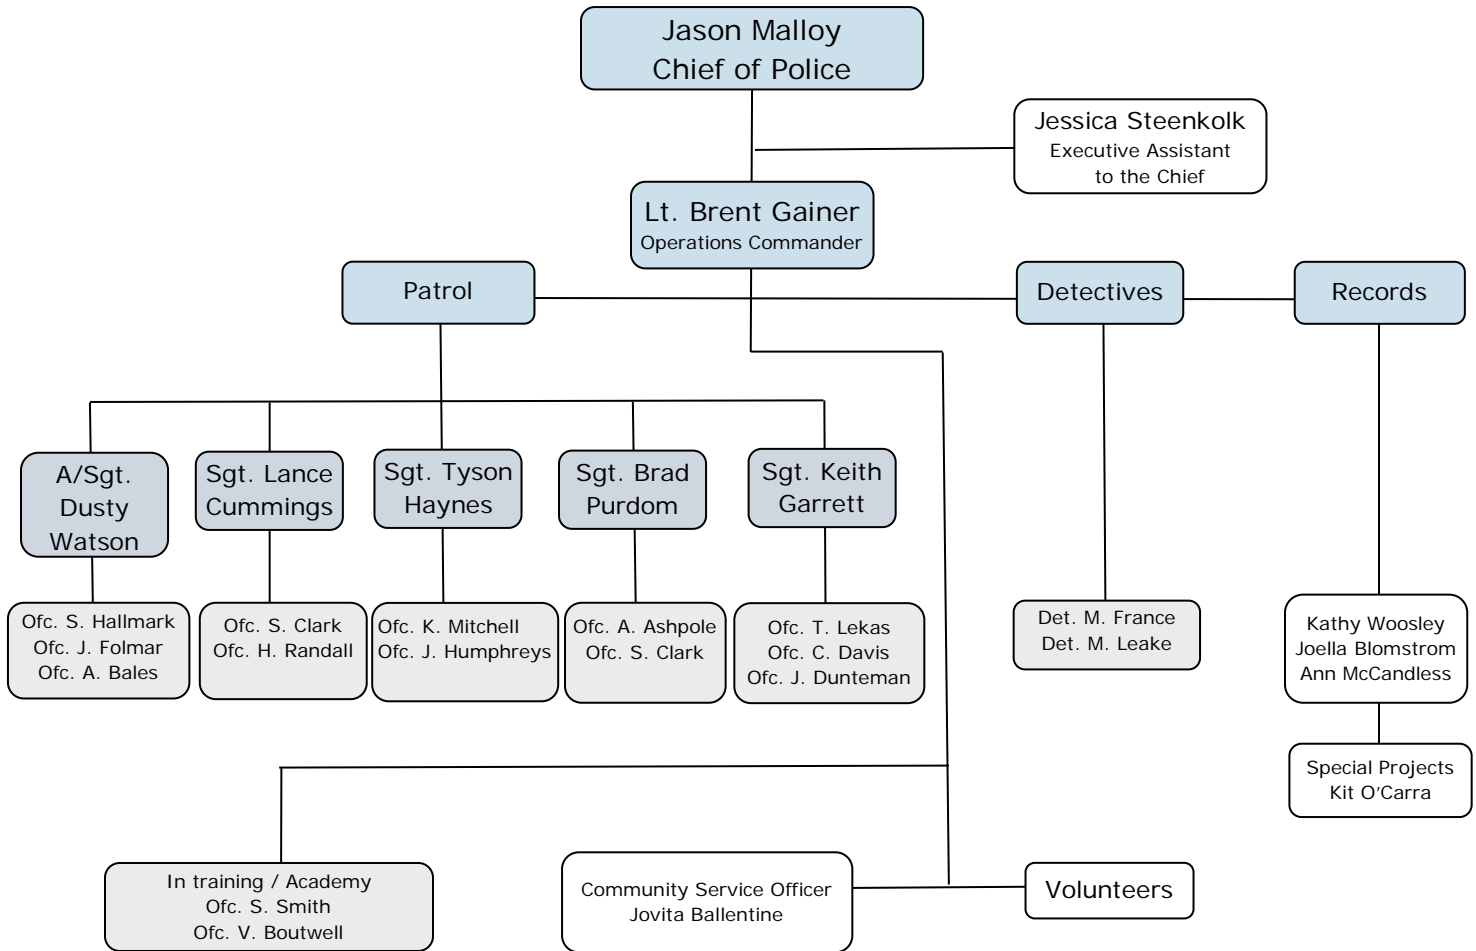 Jason Malloy
Chief of Police
Jessica Steenkolk
Executive Assistant
to the Chief
Lt. Brent Gainer
Operations Commander
Patrol
Detectives
Records
A/Sgt.
Dusty
Watson
Sgt. Lance
Cummings
Sgt. Tyson
Haynes
Sgt. Brad
Purdom
Sgt. Keith
Garrett
Ofc. S. Hallmark
Ofc. J. Folmar
Ofc. A. Bales
Ofc. S. Clark
Ofc. H. Randall
Ofc. K. Mitchell
Ofc. J. Humphreys
Ofc. A. Ashpole
Ofc. S. Clark
Ofc. T. Lekas
Ofc. C. Davis
Ofc. J. Dunteman
Det. M. France
Det. M. Leake
Kathy Woosley
Joella Blomstrom
Ann McCandless
Special Projects
Kit O’Carra
In training / Academy
Ofc. S. Smith
Ofc. V. Boutwell
Community Service Officer
Jovita Ballentine
Volunteers